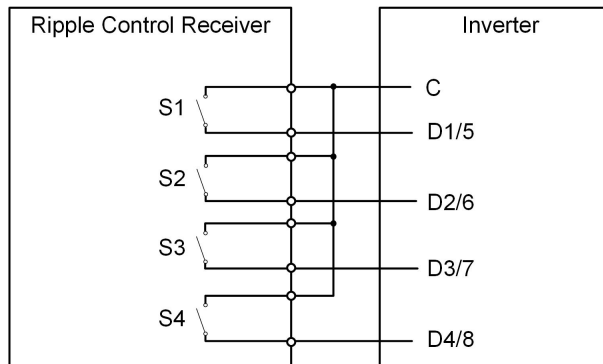 Ripple Control Receiver
Inverter
C
S1
D1/5
S2
D2/6
S3
D3/7
S4
D4/8